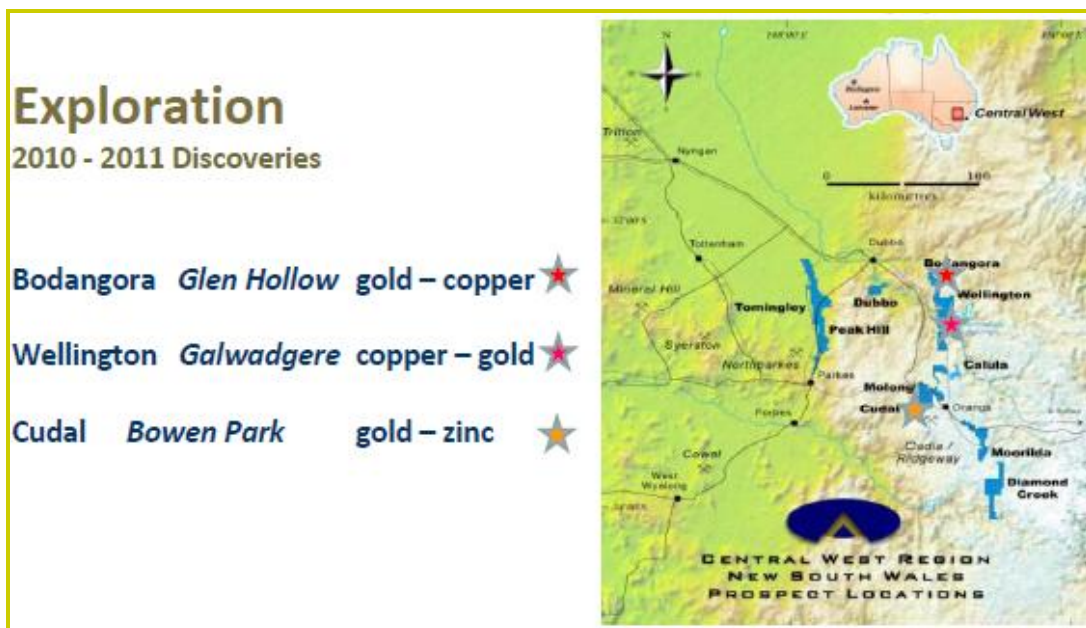 Exploration
2010 - 2011 Discoveries
Bodangora Glen Hollow gold – copper
Wellington Galwadgere copper – gold
Cudal Bowen Park gold – zinc
N
Central West
0 100
KILOMETRES
Tritton
Nyngan
Tottenham
Dubbo
Bodangora
Mineral Hill
Wellington
Dubbo
Tomingley
Peak Hill
Syerston
Northparkes
Calula
Parkes
Molong
Cudal
Orange
Forbes
Cadia /
Ridgeway
Moorilda
Cowal
Diamond
Creek
West
Wyalong
CENTRAL WEST REGION
NEW SOUTH WALES
PROSPECT LOCATIONS